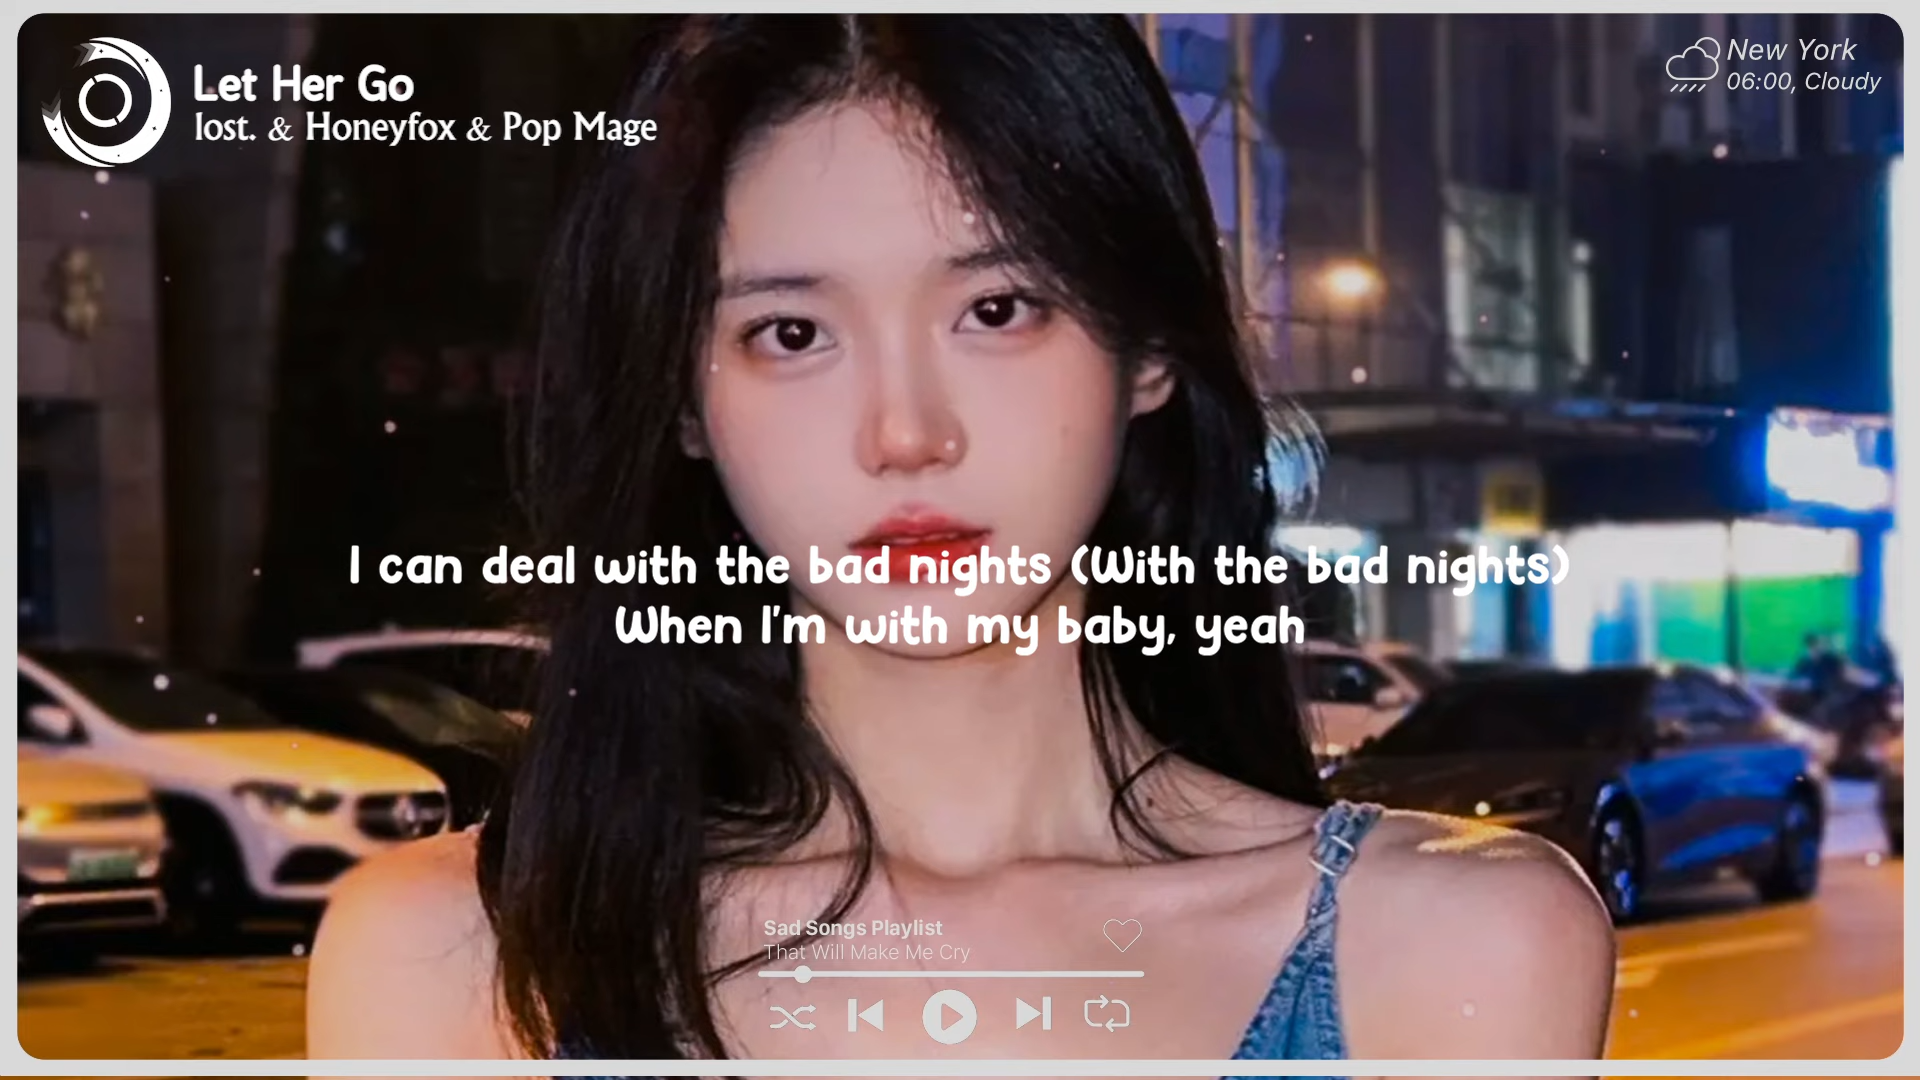 Let Her Go
lost. & Honeyfox & Pop Mage
New York
06:00, Cloudy
I can deal with the bad nights (With the bad nights)
When I'm with my baby, yeah
Sad Songs Playlist
That Will Make Me Cry